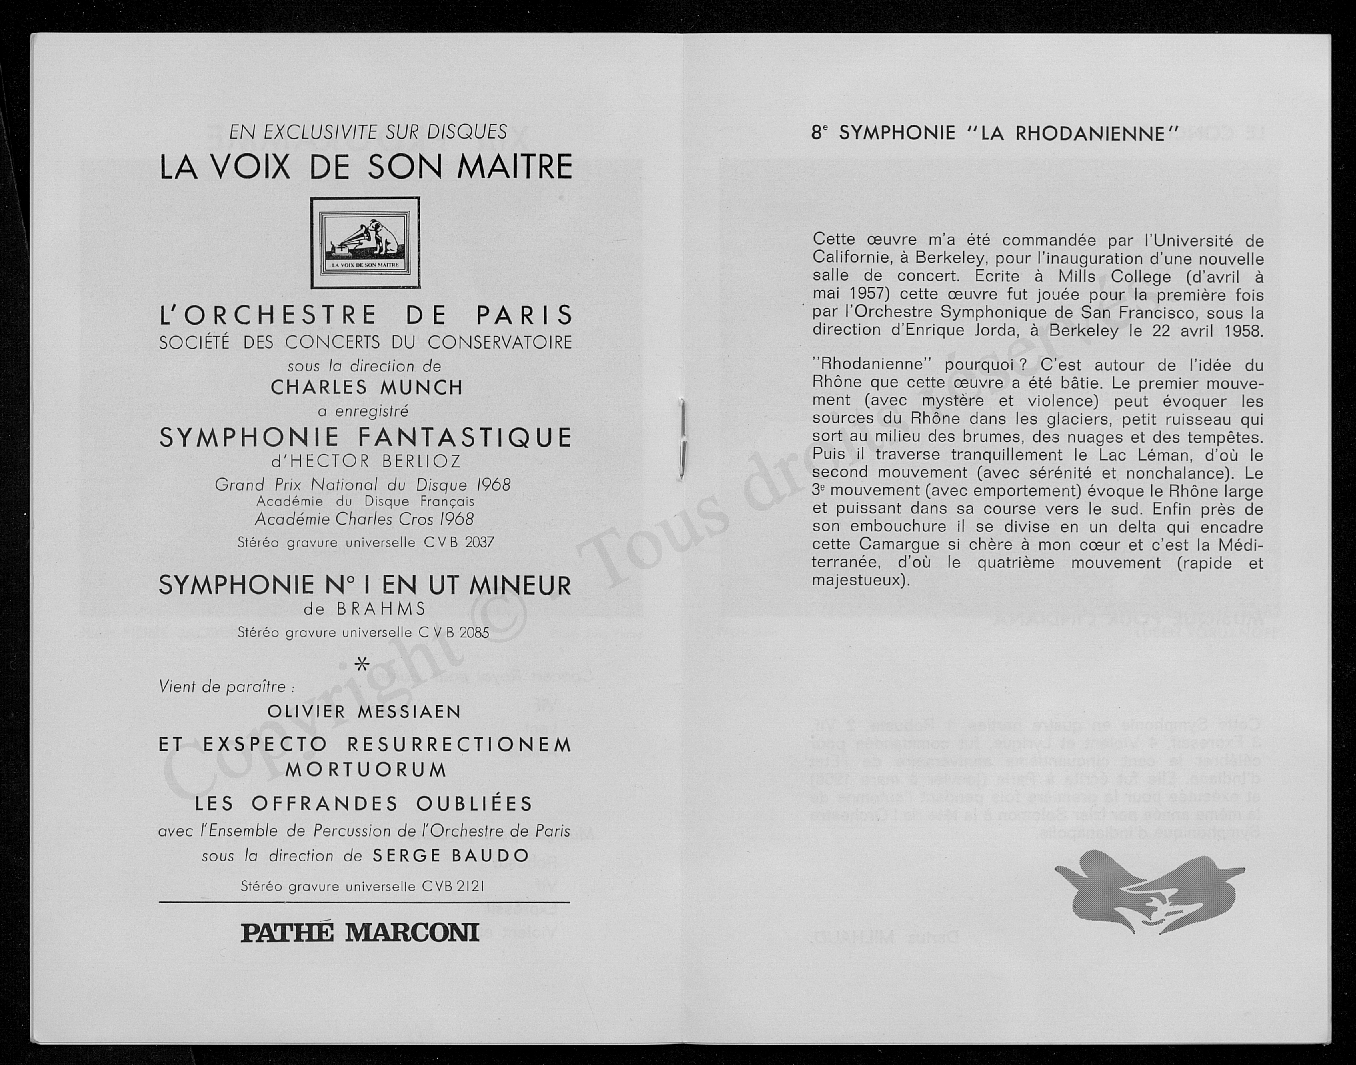 EN EXCLUSIVITE SUR DISQUES
LA VOIX DE SON MAITRE
LA VOIX DE SON MAITRE
L'ORCHESTRE DE PARIS
SOCIÉTÉ DES CONCERTS DU CONSERVATOIRE
sous la direction de
CHARLES MUNCH
a enregistré
SYMPHONIE FANTASTIQUE
d'HECTOR BERLIOZ
Grand Prix National du Disque 1968
Académie du Disque Français
Académie Charles Cros 1968
Stéréo gravure universelle CVB 2037
SYMPHONIE N° 1 EN UT MINEUR
de BRAHMS
Stéréo gravure universelle CVB 2085
*
Vient de paraître :
OLIVIER MESSIAEN
ET EXSPECTO RESURRECTIONEM
MORTUORUM
LES OFFRANDES OUBLIÉES
avec l'Ensemble de Percussion de l'Orchestre de Paris
sous la direction de SERGE BAUDO
Stéréo gravure universelle CVB 2121
PATHÉ MARCONI
8e SYMPHONIE "LA RHODANIENNE"
Cette œuvre m'a été commandée par l'Université de
Californie, à Berkeley, pour l'inauguration d'une nouvelle
salle de concert. Ecrite à Mills College (d'avril à
mai 1957) cette œuvre fut jouée pour la première fois
par l'Orchestre Symphonique de San Francisco, sous la
direction d'Enrique Jorda, à Berkeley le 22 avril 1958.
"Rhodanienne" pourquoi ? C'est autour de l'idée du
Rhône que cette œuvre a été bâtie. Le premier mouve-
ment (avec mystère et violence) peut évoquer les
sources du Rhône dans les glaciers, petit ruisseau qui
sort au milieu des brumes, des nuages et des tempêtes.
Puis il traverse tranquillement le Lac Léman, d'où le
second mouvement (avec sérénité et nonchalance). Le
3e mouvement (avec emportement) évoque le Rhône large
et puissant dans sa course vers le sud. Enfin près de
son embouchure il se divise en un delta qui encadre
cette Camargue si chère à mon cœur et c'est la Médi-
terranée, d'où le quatrième mouvement (rapide et
majestueux).
Copyright © - Tous droits réservés